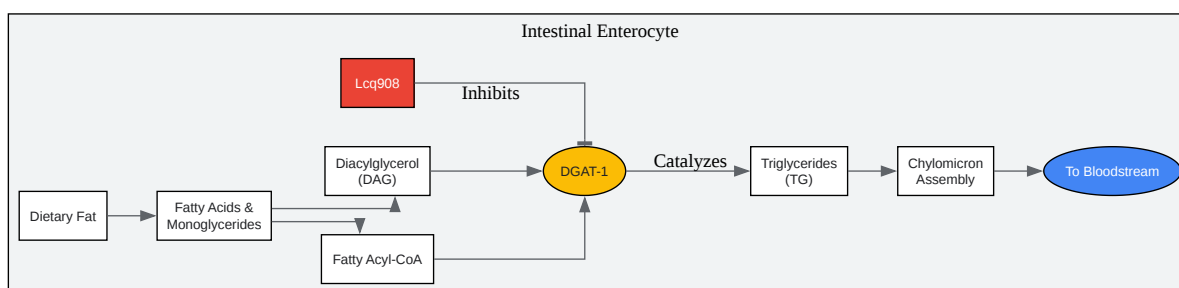 Intestinal Enterocyte
Lcq908
Inhibits
Diacylglycerol
(DAG)
DGAT-1
Catalyzes
Triglycerides
(TG)
Chylomicron
Assembly
To Bloodstream
Dietary Fat
Fatty Acids &
Monoglycerides
Fatty Acyl-CoA